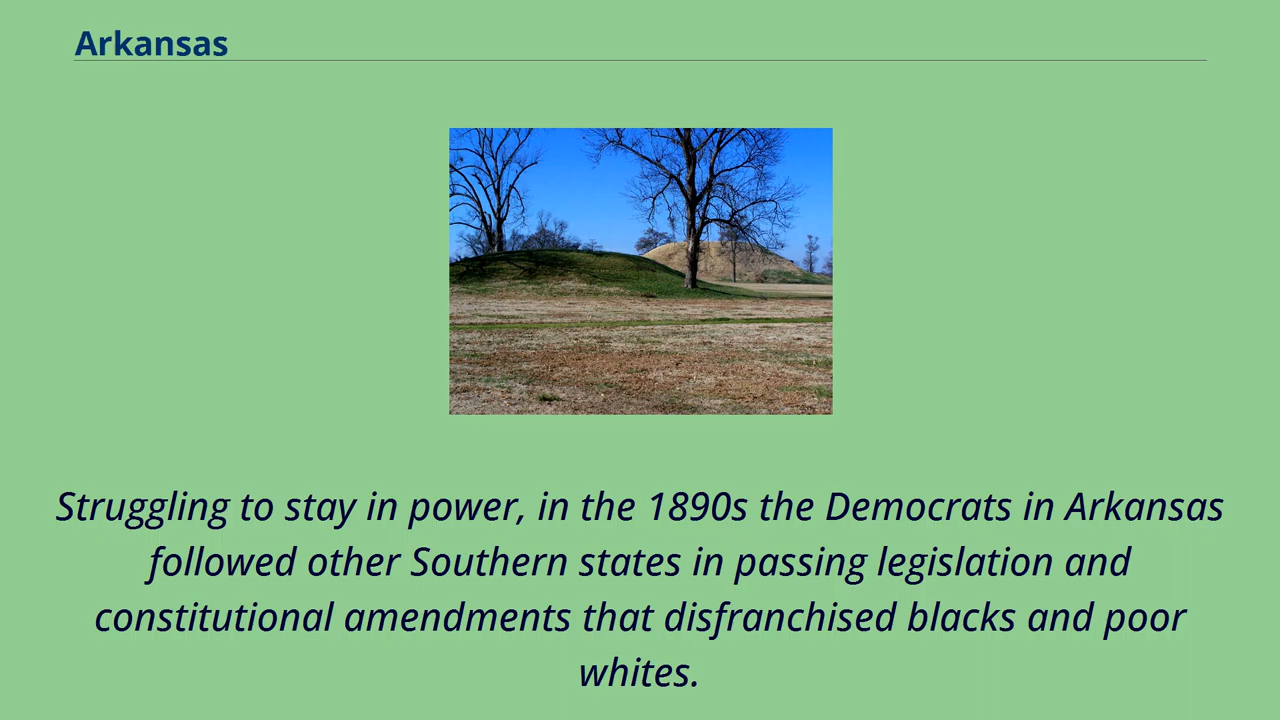 Arkansas
Struggling to stay in power, in the 1890s the Democrats in Arkansas
followed other Southern states in passing legislation and
constitutional amendments that disfranchised blacks and poor
whites.